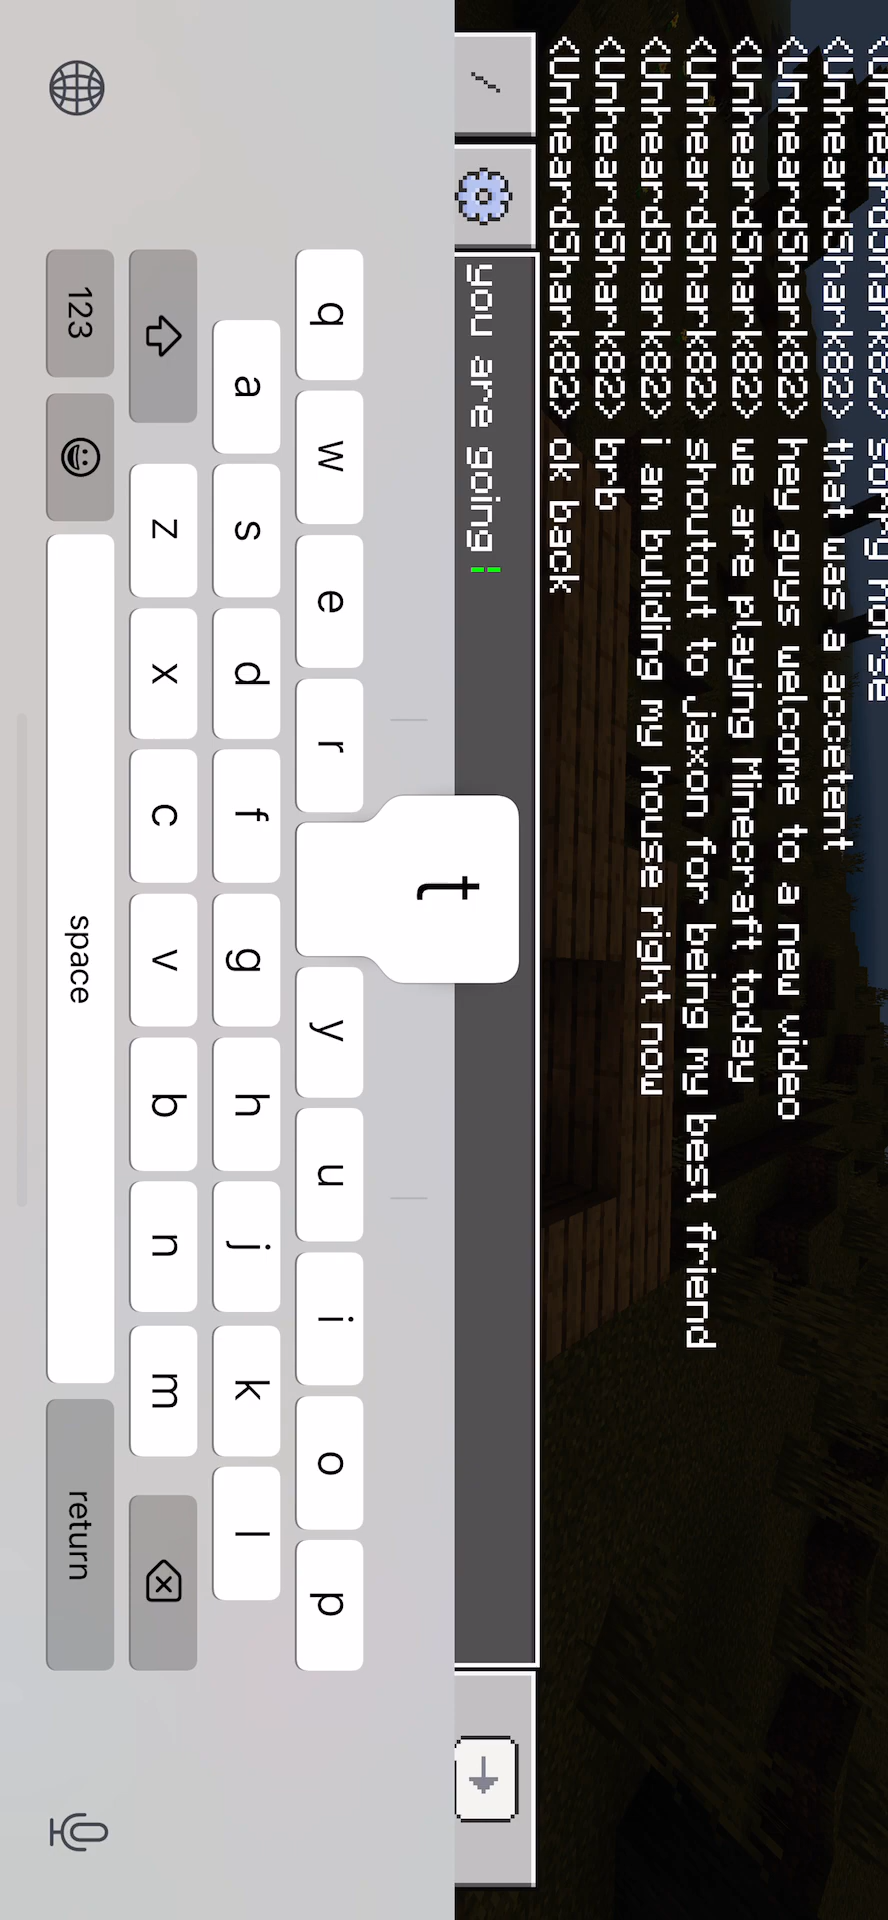 <UnheardShark82> sorry horse
<UnheardShark82> that was a accetent
<UnheardShark82> hey guys welcome to a new video
<UnheardShark82> we are playing Minecraft today
<UnheardShark82> shoutout to jaxon for being my best friend
<UnheardShark82> i am buliding my house right now
<UnheardShark82> brb
<UnheardShark82> ok back
/ you are going
t
q w e r y u i o p
a s d f g h j k l
z x c v b n m
123 space return